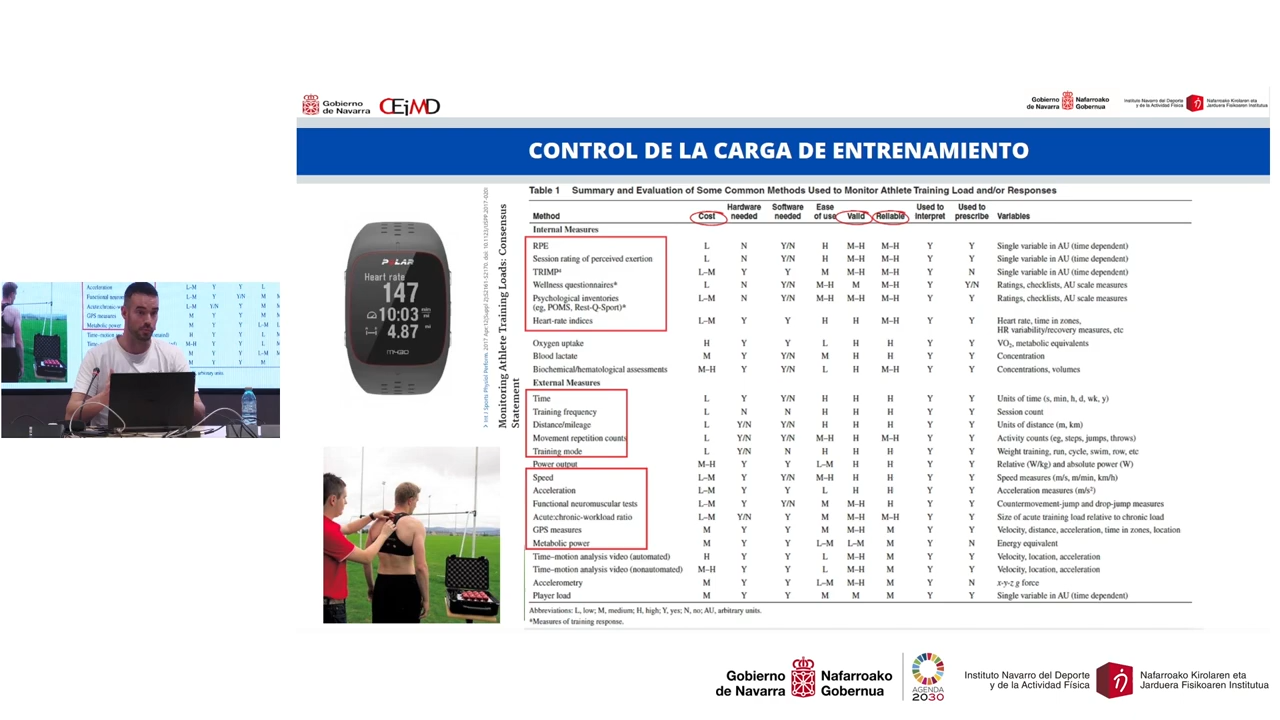 Gobierno de Navarra CEiMD
Gobierno de Navarra Nafarroako Gobernua
Instituto Navarro del Deporte y de la Actividad Física Nafarroako Kirolaren eta Jarduera Fisikoaren Institutua
CONTROL DE LA CARGA DE ENTRENAMIENTO
Monitoring Athlete Training Loads: Consensus Statement
POLAR
Heart rate
147
10:03
4.87 mi
M430
Table 1 Summary and Evaluation of Some Common Methods Used to Monitor Athlete Training Load and/or Responses
Method Cost Hardware needed Software needed Ease of use Valid Reliable Used to interpret Used to prescribe Variables
Internal Measures
RPE L N Y/N H M–H M–H Y Y Single variable in AU (time dependent)
Session rating of perceived exertion L N Y/N H M–H M–H Y Y Single variable in AU (time dependent)
TRIMP L–M Y Y M M–H M–H Y N Single variable in AU (time dependent)
Wellness questionnaires* L N Y/N M–H M M–H Y Y/N Ratings, checklists, AU scale measures
Psychological inventories (eg, POMS, Rest-Q-Sport)* L–M N Y/N M–H M–H M–H Y Y Ratings, checklists, AU scale measures
Heart-rate indices L–M Y Y H H M–H Y Y Heart rate, time in zones, HR variability/recovery measures, etc
Oxygen uptake H Y Y L H H Y Y VO₂, metabolic equivalents
Blood lactate M Y Y/N M H H Y Y Concentration
Biochemical/hematological assessments M–H Y Y/N L H M–H Y Y Concentrations, volumes
External Measures
Time L Y Y/N H H H Y Y Units of time (s, min, h, d, wk, y)
Training frequency L N N H H H Y Y Session count
Distance/mileage L Y/N Y/N H H H Y Y Units of distance (m, km)
Movement repetition counts L Y/N Y/N M–H H M–H Y Y Activity counts (eg, steps, jumps, throws)
Training mode L Y/N N H H H Y Y Weight training, run, cycle, swim, row, etc
Power output M–H Y Y L–M H H Y Y Relative (W/kg) and absolute power (W)
Speed L–M Y Y/N M–H H H Y Y Speed measures (m/s, m/min, km/h)
Acceleration L–M Y Y L H H Y Y Acceleration measures (m/s²)
Functional neuromuscular tests L–M Y Y/N M M–H H Y Y Countermovement-jump and drop-jump measures
Acute:chronic-workload ratio L–M Y/N Y M M–H M–H Y Y Size of acute training load relative to chronic load
GPS measures M Y Y M M–H M Y Y Velocity, distance, acceleration, time in zones, location
Metabolic power M Y Y L–M L–M M Y N Energy equivalent
Time–motion analysis video (automated) H Y Y L M–H M Y Y Velocity, location, acceleration
Time–motion analysis video (nonautomated) M–H Y Y L M–H M Y Y Velocity, location, acceleration
Accelerometry M Y Y L–M M–H M Y N x-y-z g force
Player load M Y Y M M M Y Y Single variable in AU (time dependent)
Abbreviations: L, low; M, medium; H, high; Y, yes; N, no; AU, arbitrary units.
*Measures of training response.
Gobierno de Navarra Nafarroako Gobernua
AGENDA 2030
Instituto Navarro del Deporte y de la Actividad Física
Nafarroako Kirolaren eta Jarduera Fisikoaren Institutua